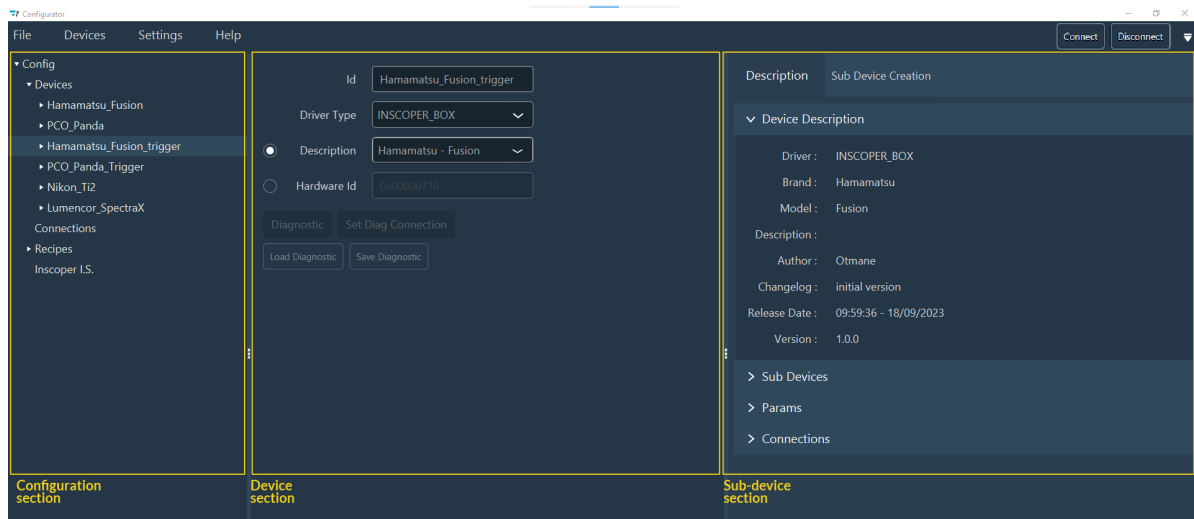 Configurator
File Devices Settings Help
Connect Disconnect
Config
Devices
Hamamatsu_Fusion
PCO_Panda
Hamamatsu_Fusion_trigger
PCO_Panda_Trigger
Nikon_Ti2
Lumencor_SpectraX
Connections
Recipes
Inscoper I.S.
Id Hamamatsu_Fusion_trigger
Driver Type INSCOPER_BOX
Description Hamamatsu - Fusion
Hardware Id 0x00000710
Diagnostic Set Diag Connection
Load Diagnostic Save Diagnostic
Description Sub Device Creation
Device Description
Driver : INSCOPER_BOX
Brand : Hamamatsu
Model : Fusion
Description :
Author : Otmane
Changelog : initial version
Release Date : 09:59:36 - 18/09/2023
Version : 1.0.0
Sub Devices
Params
Connections
Configuration
section
Device
section
Sub-device
section